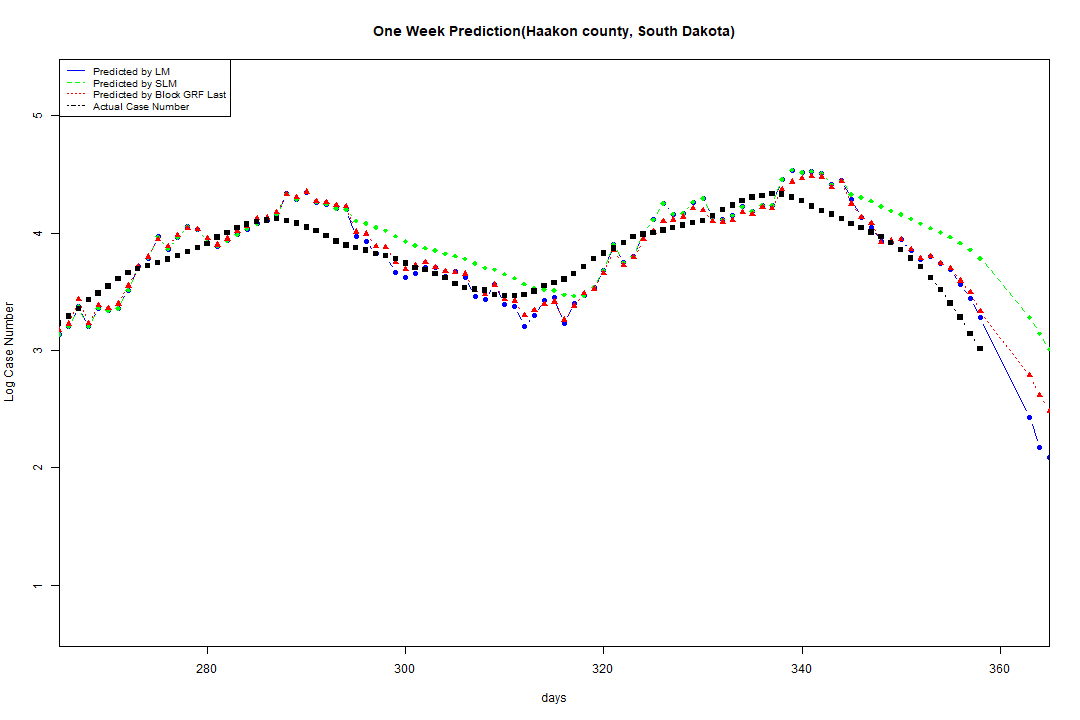 One Week Prediction(Haakon county, South Dakota)
Predicted by LM
Predicted by SLM
Predicted by Block GRF Last
Actual Case Number
5
4
3
2
1
Log Case Number
280 300 320 340 360
days